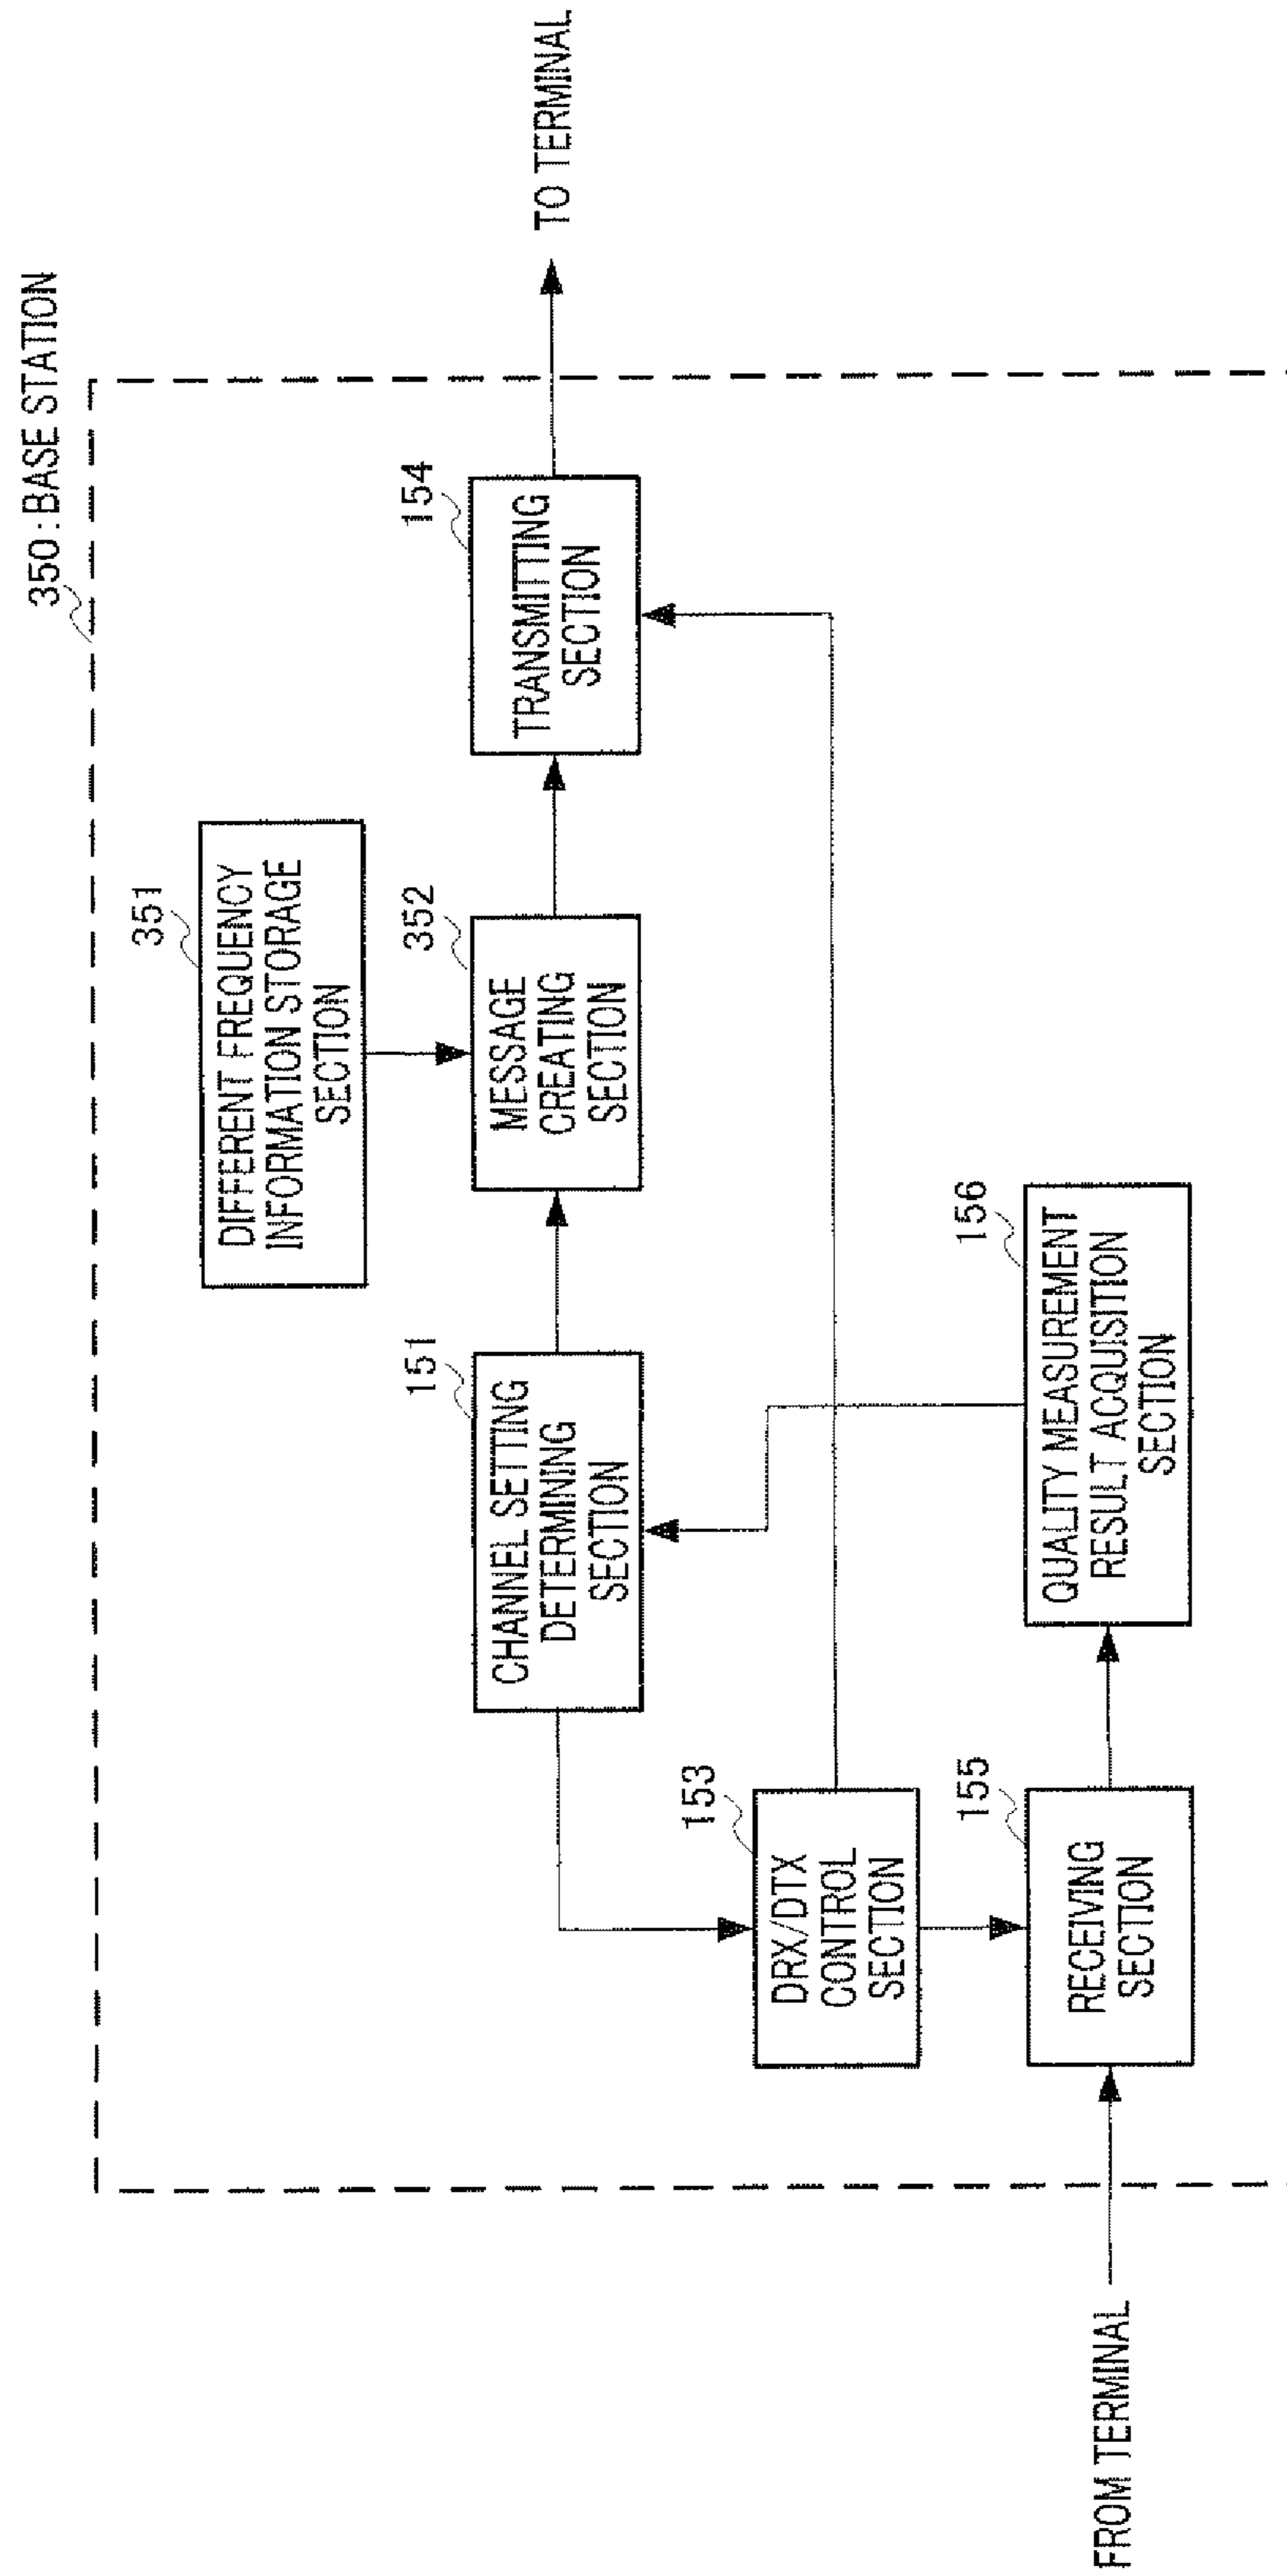 350 : BASE STATION
351
DIFFERENT FREQUENCY
INFORMATION STORAGE
SECTION
151
CHANNEL SETTING
DETERMINING
SECTION
352
MESSAGE
CREATING
SECTION
154
TRANSMITTING
SECTION
TO TERMINAL
153
DRX/DTX
CONTROL
SECTION
155
RECEIVING
SECTION
156
QUALITY MEASUREMENT
RESULT ACQUISITION
SECTION
FROM TERMINAL